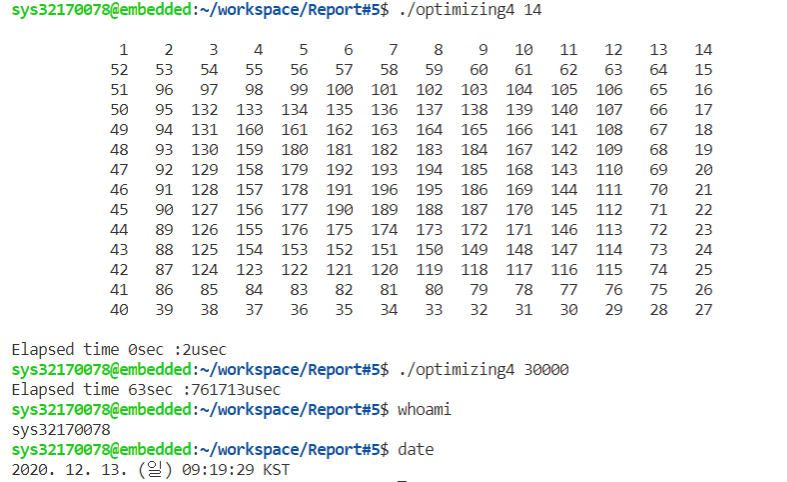 sys32170078@embedded:~/workspace/Report#5$ ./optimizing4 14
1 2 3 4 5 6 7 8 9 10 11 12 13 14
52 53 54 55 56 57 58 59 60 61 62 63 64 15
51 96 97 98 99 100 101 102 103 104 105 106 65 16
50 95 132 133 134 135 136 137 138 139 140 107 66 17
49 94 131 160 161 162 163 164 165 166 141 108 67 18
48 93 130 159 180 181 182 183 184 167 142 109 68 19
47 92 129 158 179 192 193 194 185 168 143 110 69 20
46 91 128 157 178 191 196 195 186 169 144 111 70 21
45 90 127 156 177 190 189 188 187 170 145 112 71 22
44 89 126 155 176 175 174 173 172 171 146 113 72 23
43 88 125 154 153 152 151 150 149 148 147 114 73 24
42 87 124 123 122 121 120 119 118 117 116 115 74 25
41 86 85 84 83 82 81 80 79 78 77 76 75 26
40 39 38 37 36 35 34 33 32 31 30 29 28 27
Elapsed time 0sec :2usec
sys32170078@embedded:~/workspace/Report#5$ ./optimizing4 30000
Elapsed time 63sec :761713usec
sys32170078@embedded:~/workspace/Report#5$ whoami
sys32170078
sys32170078@embedded:~/workspace/Report#5$ date
2020. 12. 13. (일) 09:19:29 KST